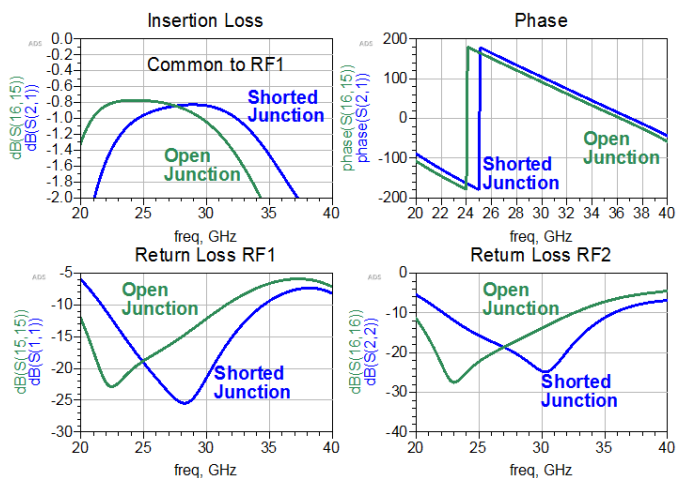 Insertion Loss
ADS
0.0
-0.2
-0.4
-0.6
-0.8
-1.0
-1.2
-1.4
-1.6
-1.8
-2.0
dB(S(16,15))
dB(S(2,1))
Common to RF1
Shorted
Junction
Open
Junction
20
25
30
35
40
freq, GHz
Phase
ADS
200
100
0
-100
-200
phase(S(16,15))
phase(S(2,1))
Open
Junction
Shorted
Junction
20 22 24 26 28 30 32 34 36 38 40
freq, GHz
Return Loss RF1
ADS
-5
-10
-15
-20
-25
-30
dB(S(15,15))
dB(S(1,1))
Open
Junction
Shorted
Junction
20
25
30
35
40
freq, GHz
Return Loss RF2
ADS
0
-10
-20
-30
-40
dB(S(16,16))
dB(S(2,2))
Open
Junction
Shorted
Junction
20
25
30
35
40
freq, GHz